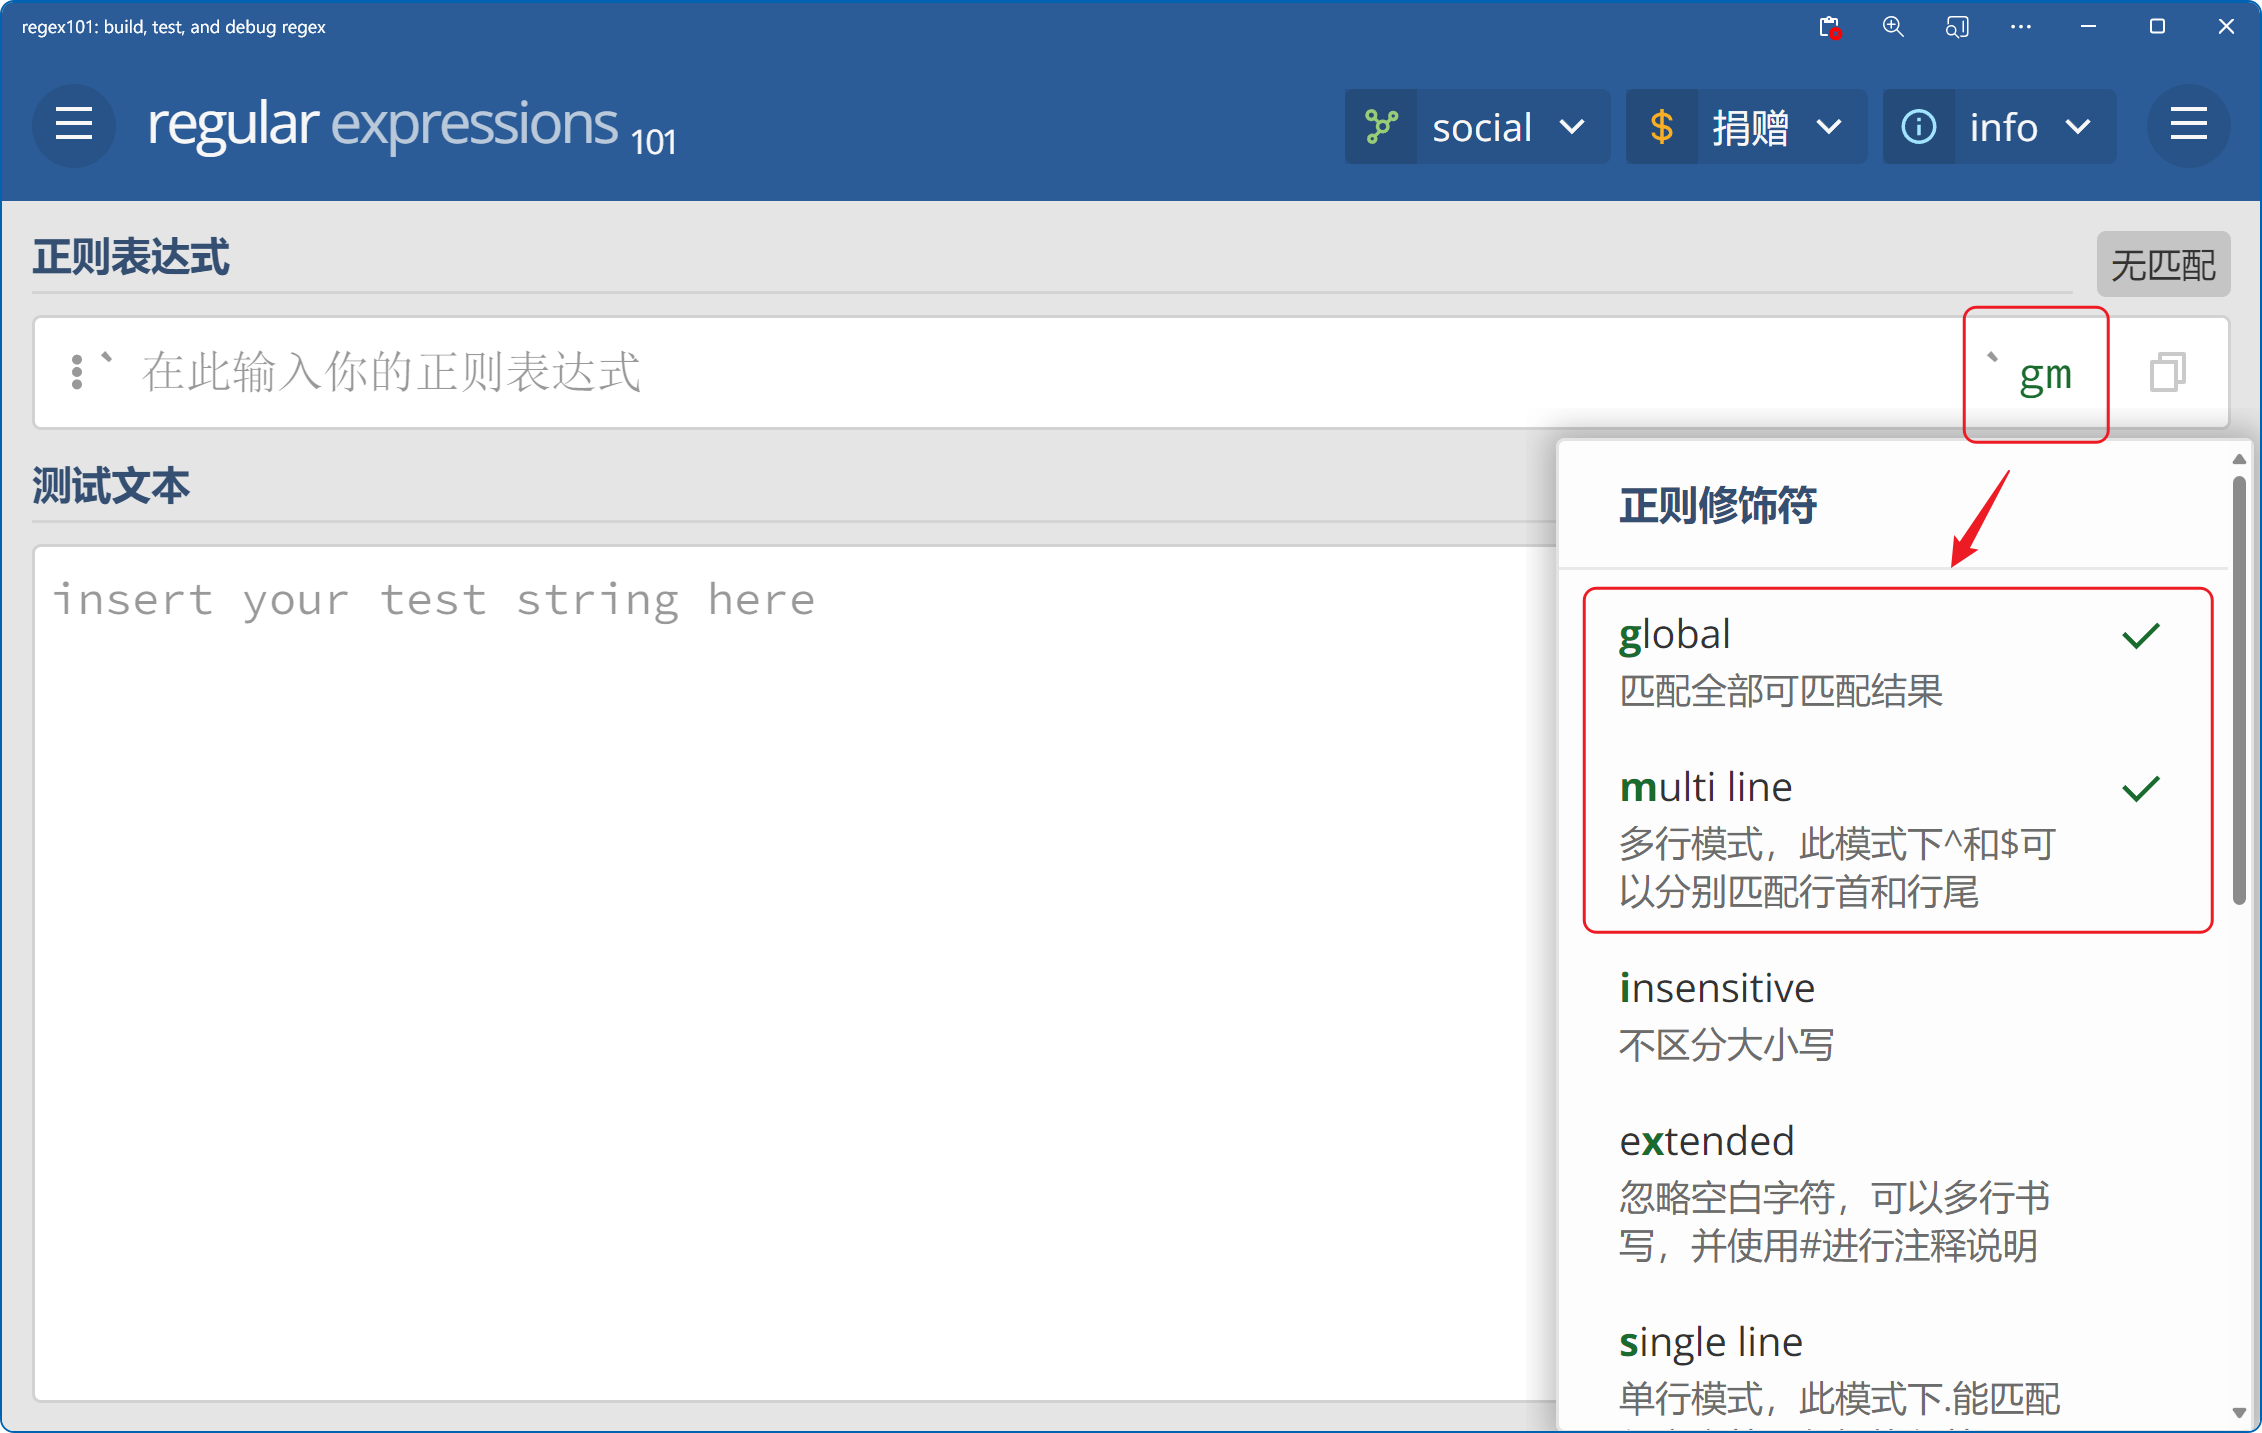 regex101: build, test, and debug regex
regular expressions 101
social
捐赠
info
正则表达式
无匹配
` 在此输入你的正则表达式
` gm
测试文本
insert your test string here
正则修饰符
global
匹配全部可匹配结果
multi line
多行模式，此模式下^和$可
以分别匹配行首和行尾
insensitive
不区分大小写
extended
忽略空白字符，可以多行书
写，并使用#进行注释说明
single line
单行模式，此模式下.能匹配